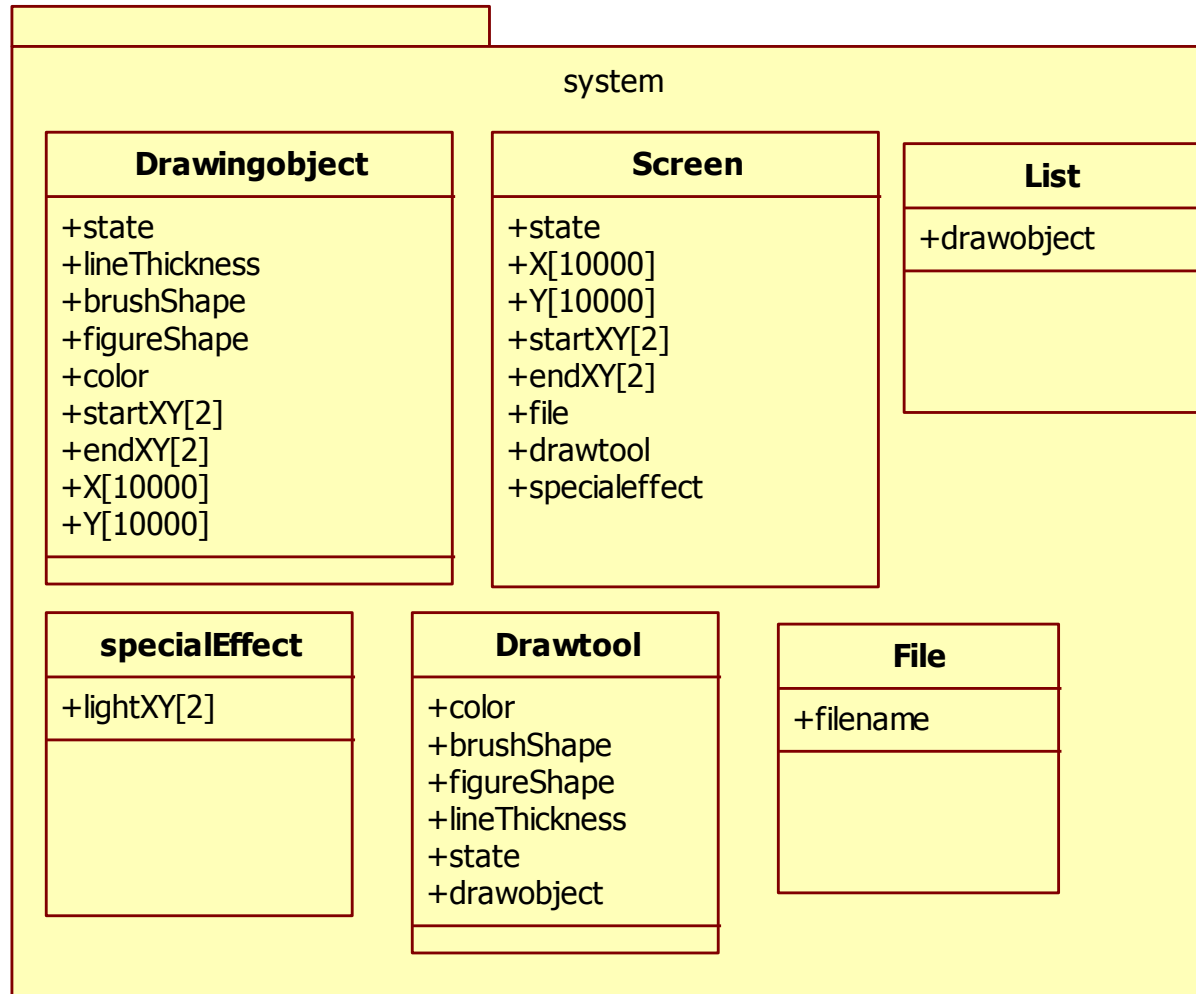 system
Drawingobject
+state
+lineThickness
+brushShape
+figureShape
+color
+startXY[2]
+endXY[2]
+X[10000]
+Y[10000]
Screen
+state
+X[10000]
+Y[10000]
+startXY[2]
+endXY[2]
+file
+drawtool
+specialeffect
List
+drawobject
specialEffect
+lightXY[2]
Drawtool
+color
+brushShape
+figureShape
+lineThickness
+state
+drawobject
File
+filename